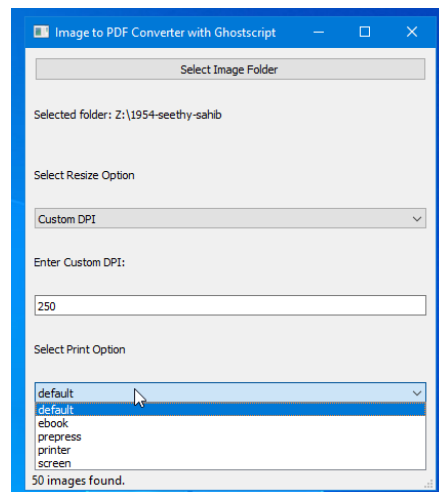 Image to PDF Converter with Ghostscript
Select Image Folder
Selected folder: Z:\1954-seethy-sahib
Select Resize Option
Custom DPI
Enter Custom DPI:
250
Select Print Option
default
default
ebook
prepress
printer
screen
50 images found.